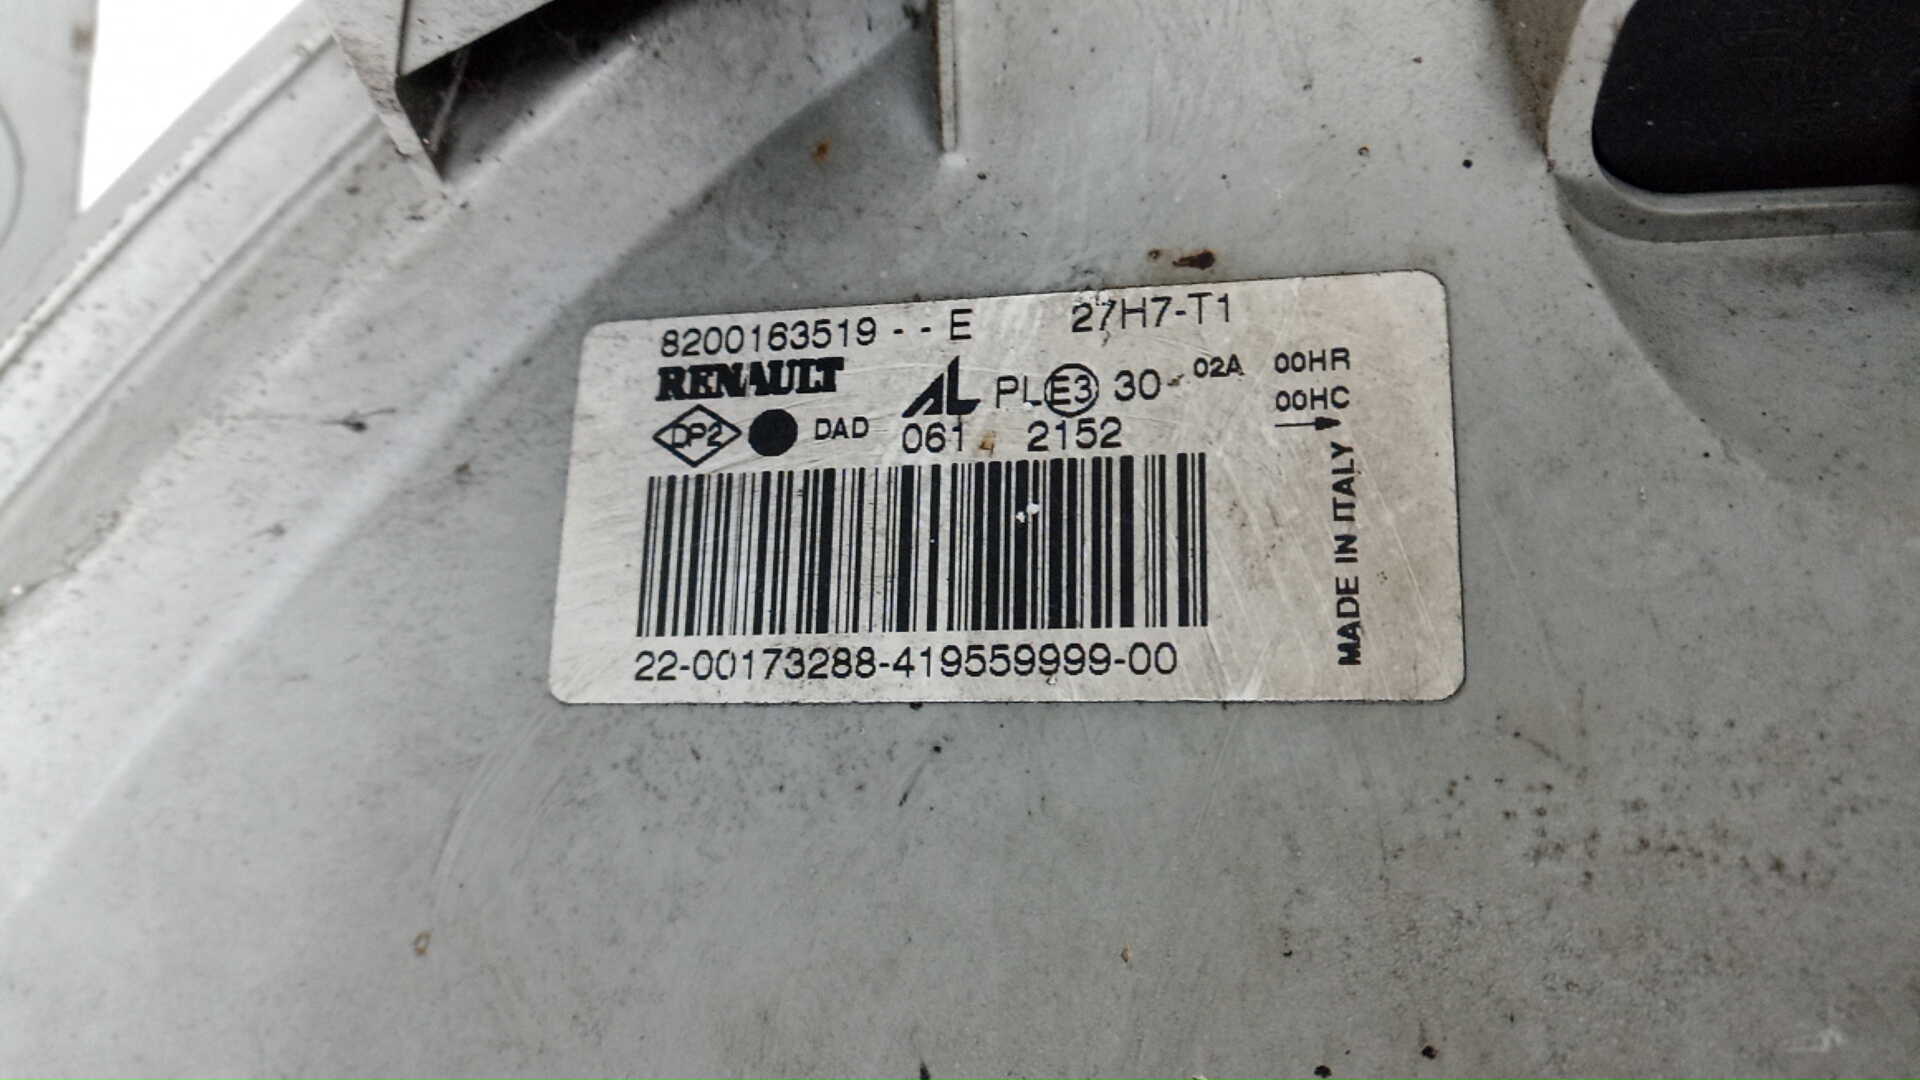 8200163519 - - E 27H7-T1
RENAULT AL PL E3 30- 02A 00HR
00HC
DP2 DAD 061 2152
22-00173288-419559999-00
MADE IN ITALY